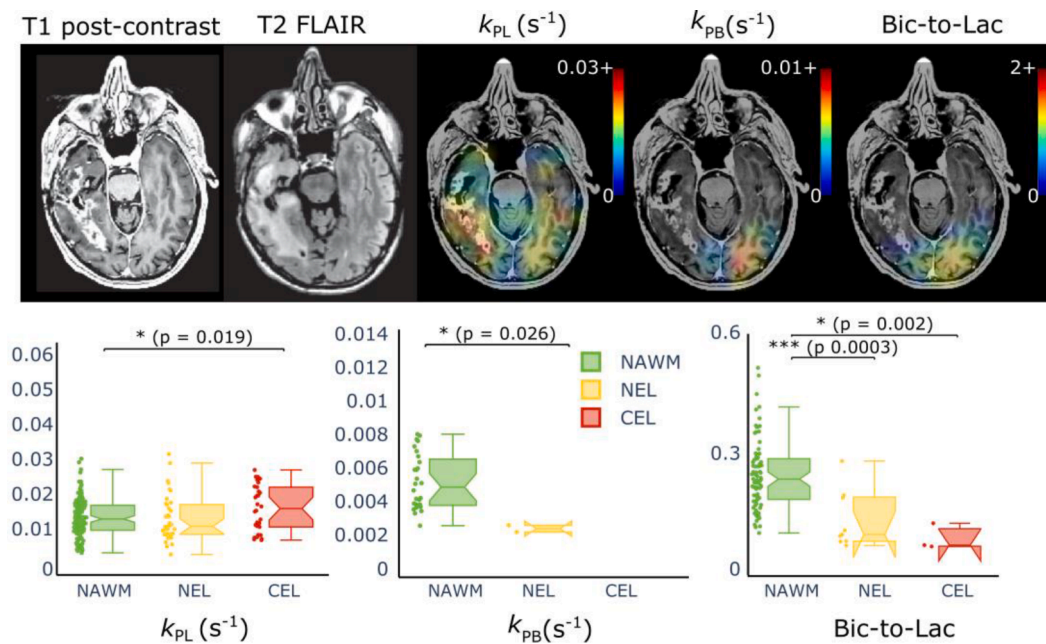 T1 post-contrast T2 FLAIR kPL (s⁻¹) kPB(s⁻¹) Bic-to-Lac
0.03+ 0.01+ 2+
0 0 0
* (p = 0.019)
0.06
0.05
0.04
0.03
0.02
0.01
0
NAWM NEL CEL
kPL (s⁻¹)
0.014
* (p = 0.026)
0.012
0.01
0.008
0.006
0.004
0.002
0
NAWM
NEL
CEL
NAWM NEL CEL
kPB (s⁻¹)
0.6
* (p = 0.002)
*** (p 0.0003)
0.3
0
NAWM NEL CEL
Bic-to-Lac